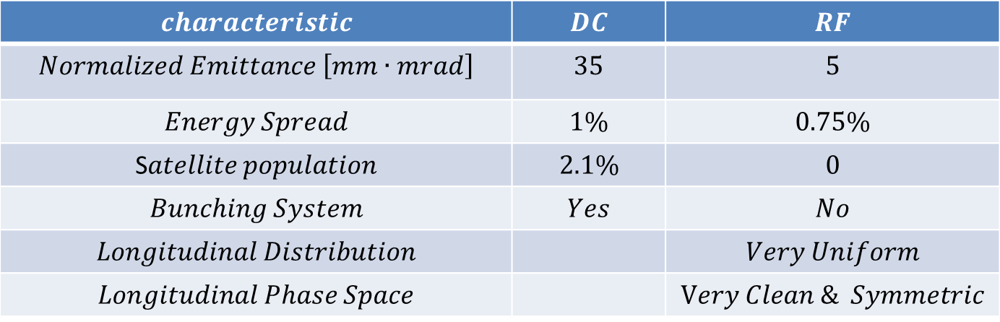 characteristic DC RF
Normalized Emittance [mm · mrad] 35 5
Energy Spread 1% 0.75%
Satellite population 2.1% 0
Bunching System Yes No
Longitudinal Distribution Very Uniform
Longitudinal Phase Space Very Clean & Symmetric